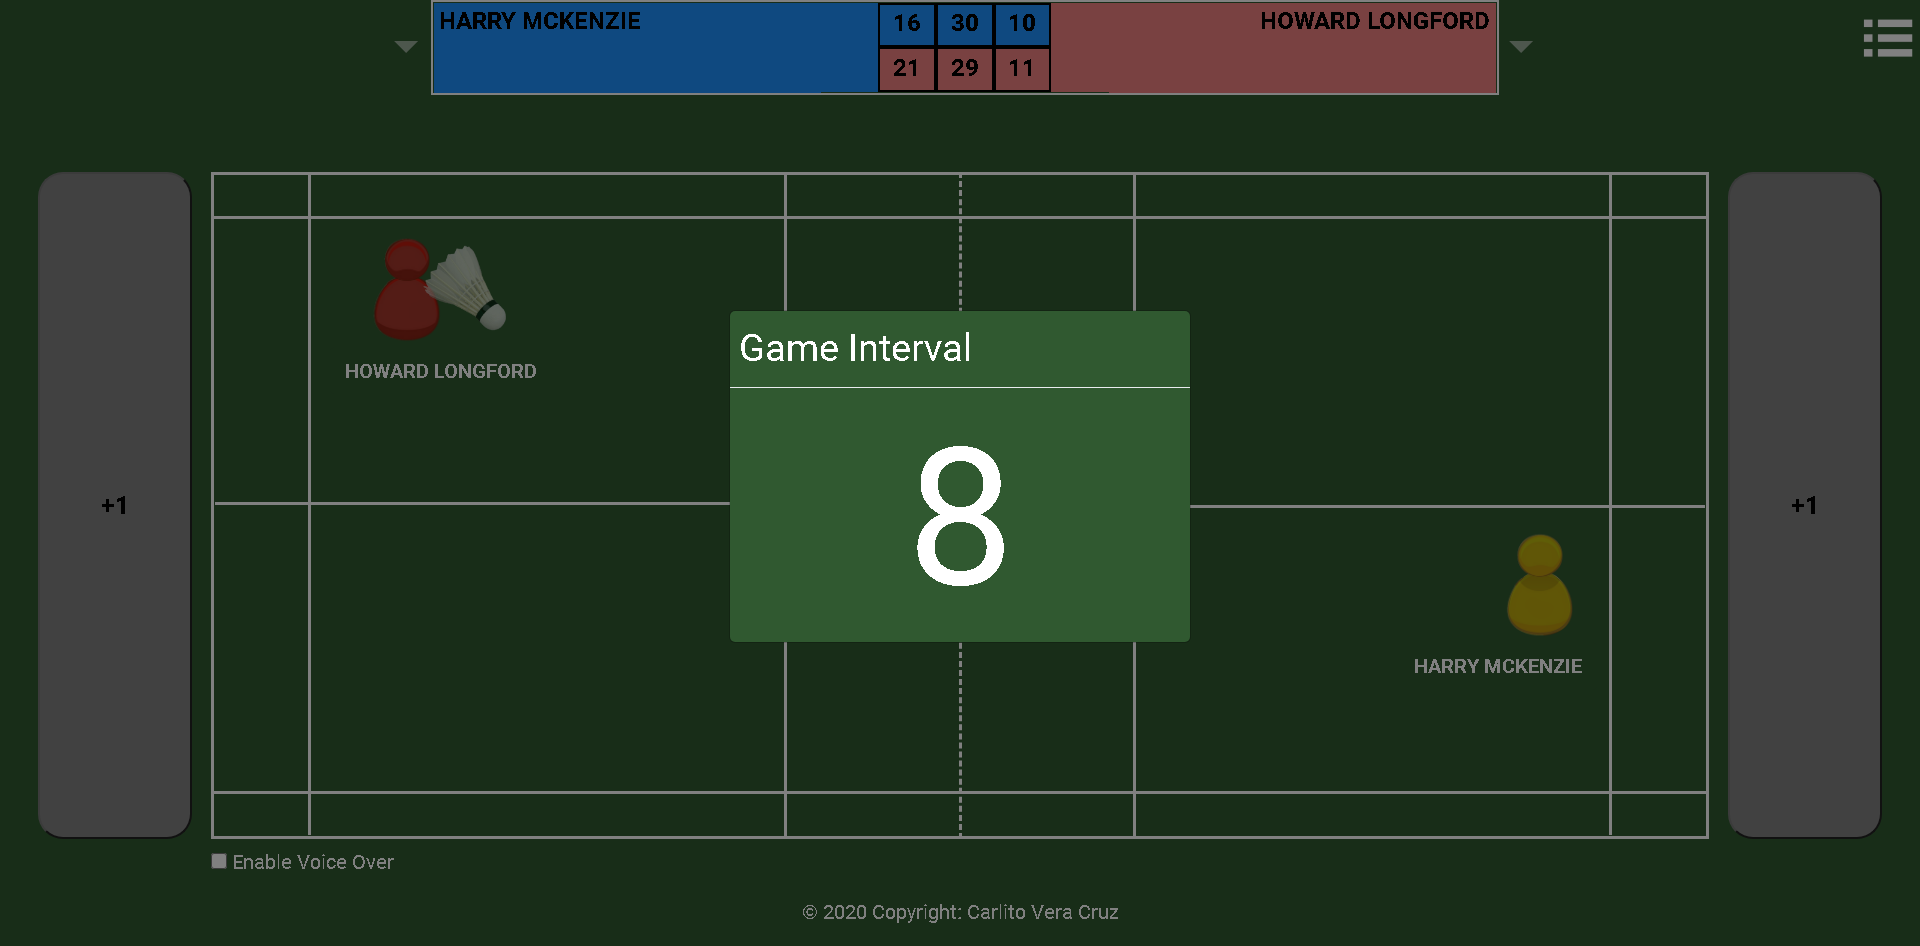 HARRY MCKENZIE
16 30 10
HOWARD LONGFORD
21 29 11
HOWARD LONGFORD
Game Interval
8
+1
+1
HARRY MCKENZIE
Enable Voice Over
© 2020 Copyright: Carlito Vera Cruz